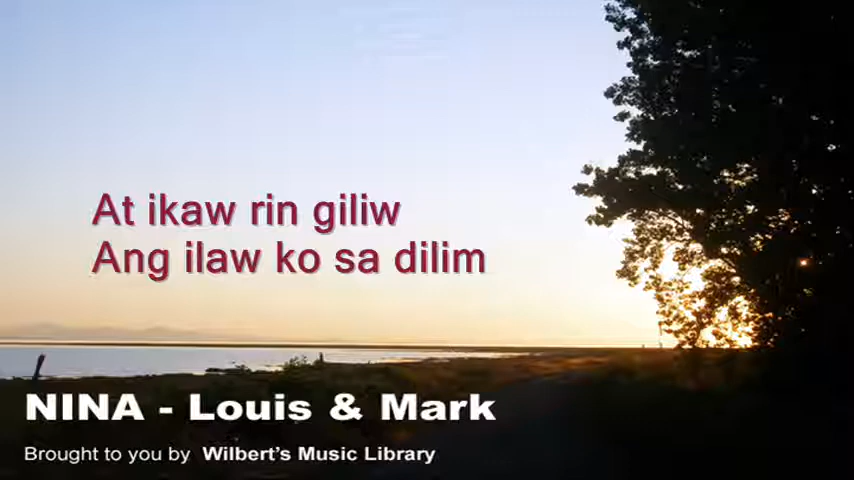 At ikaw rin giliw
Ang ilaw ko sa dilim
NINA - Louis & Mark
Brought to you by Wilbert's Music Library